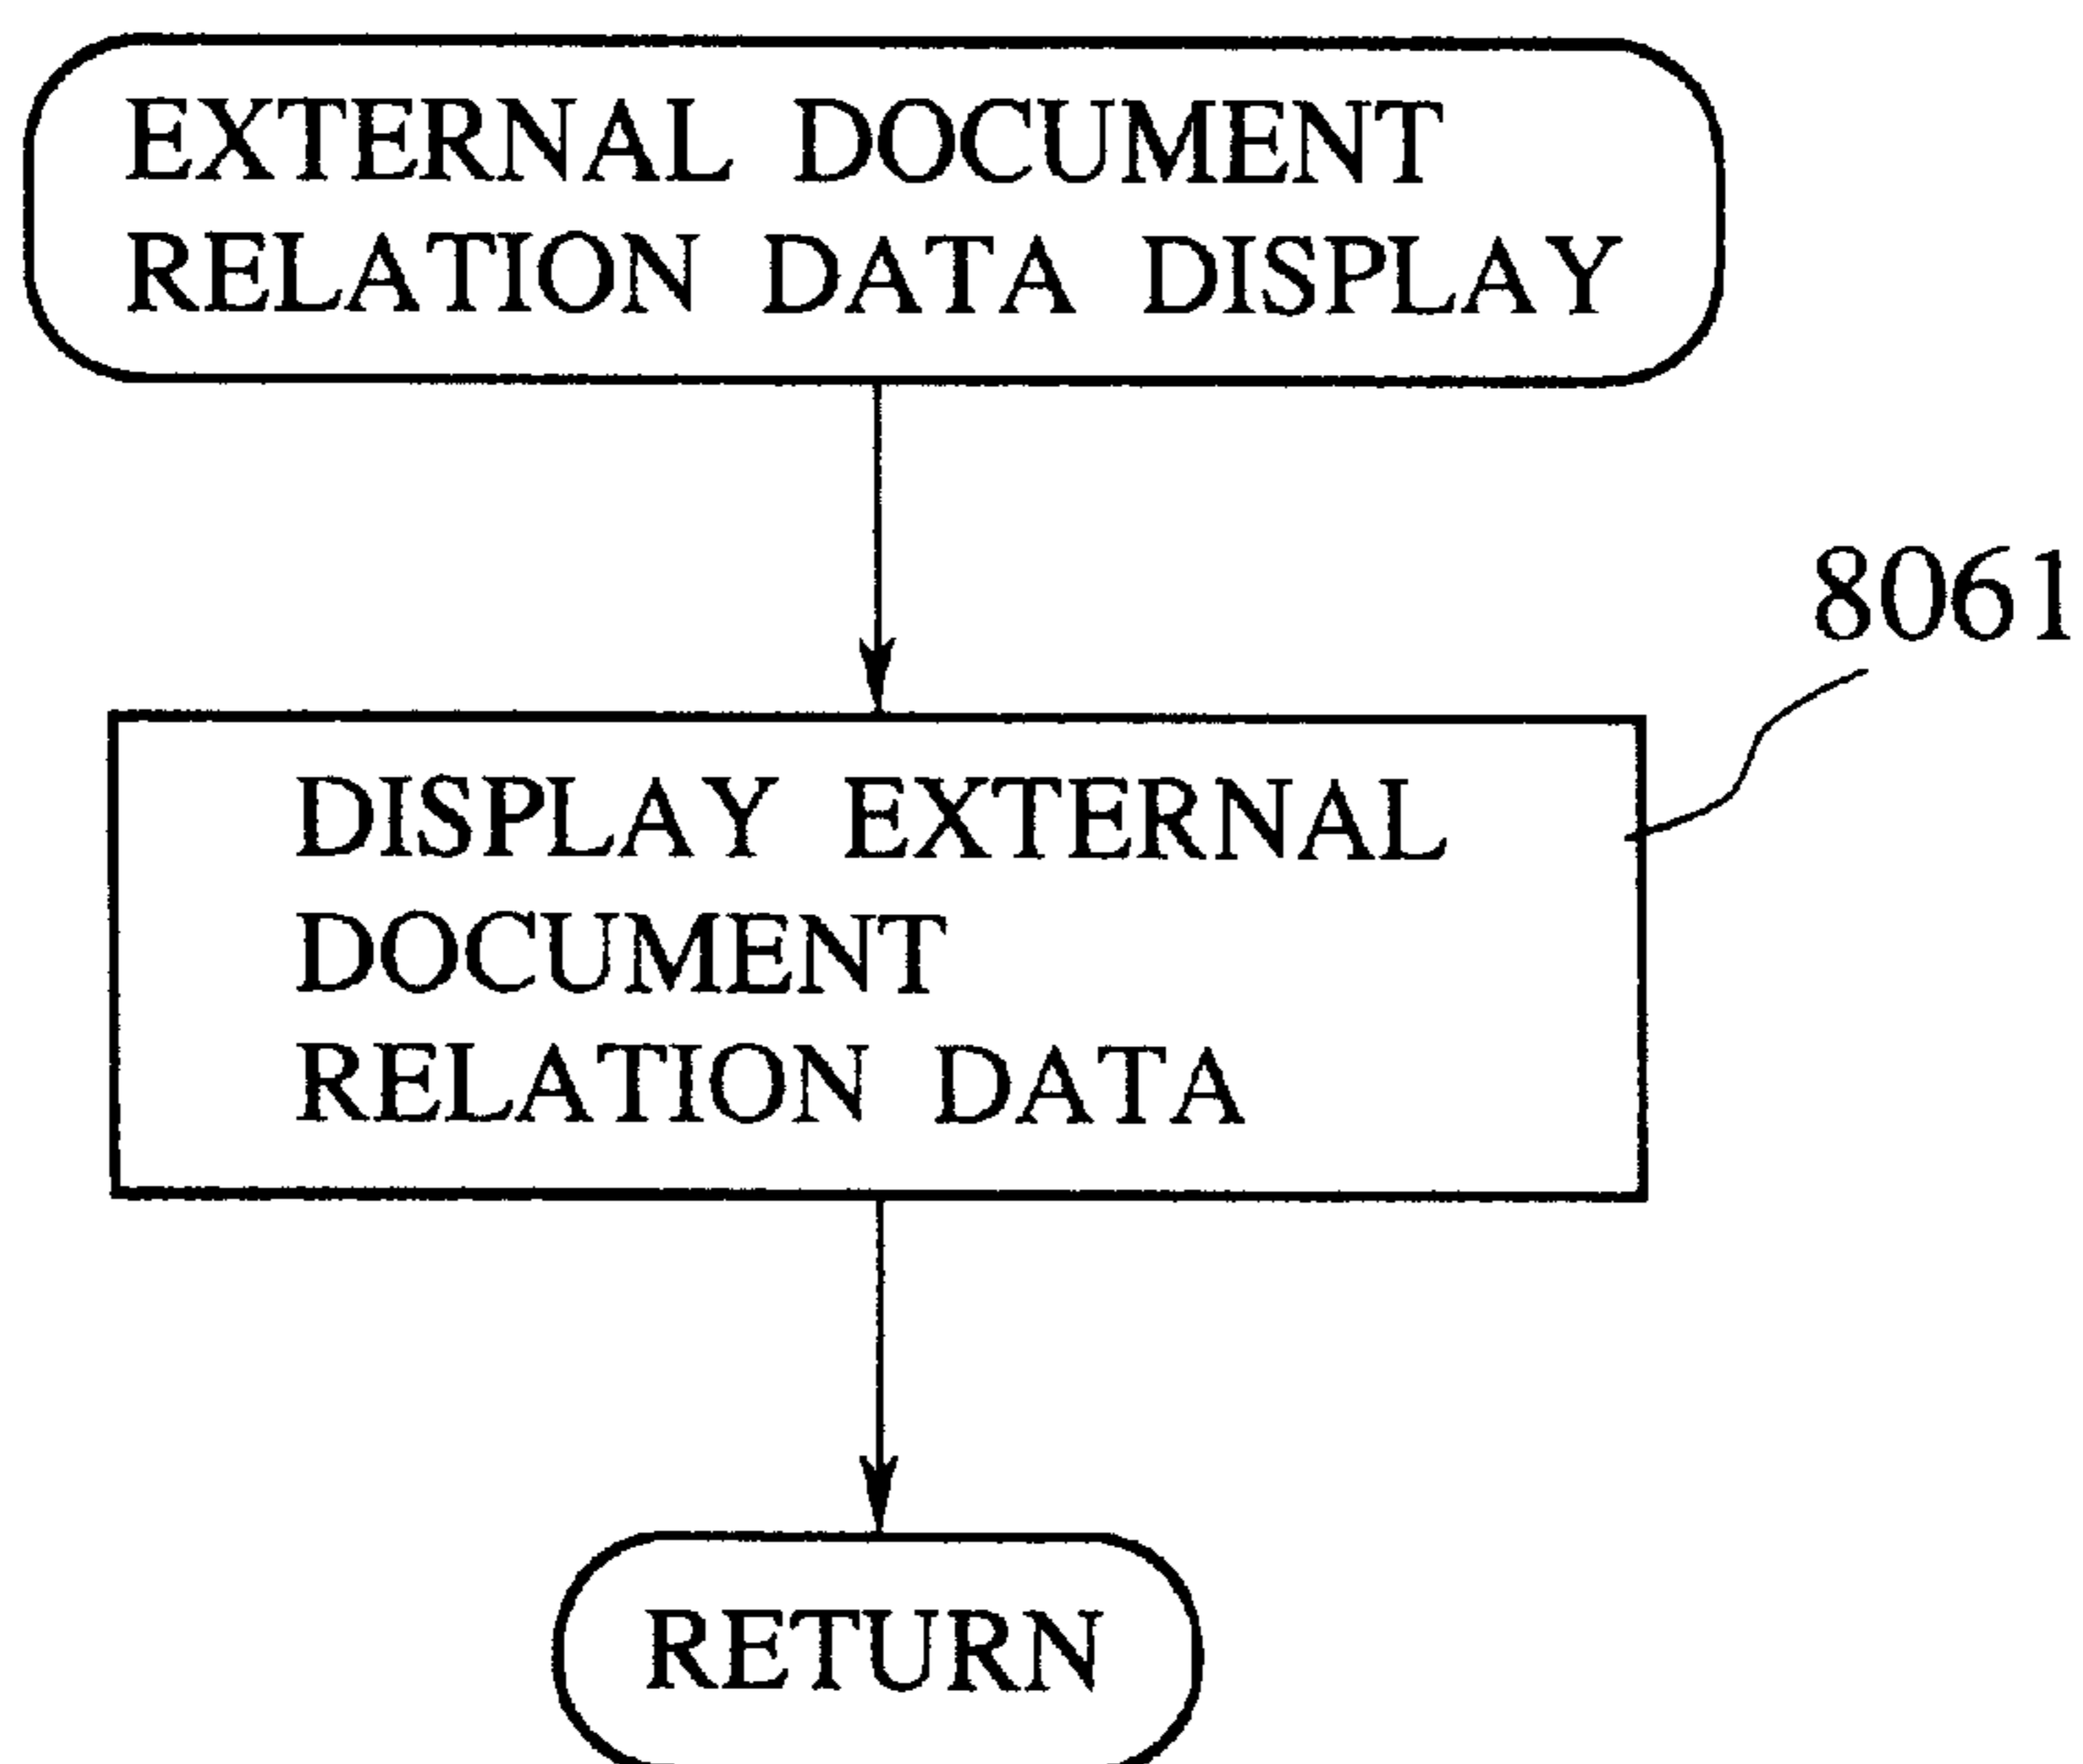 EXTERNAL DOCUMENT
RELATION DATA DISPLAY
8061
DISPLAY EXTERNAL
DOCUMENT
RELATION DATA
RETURN